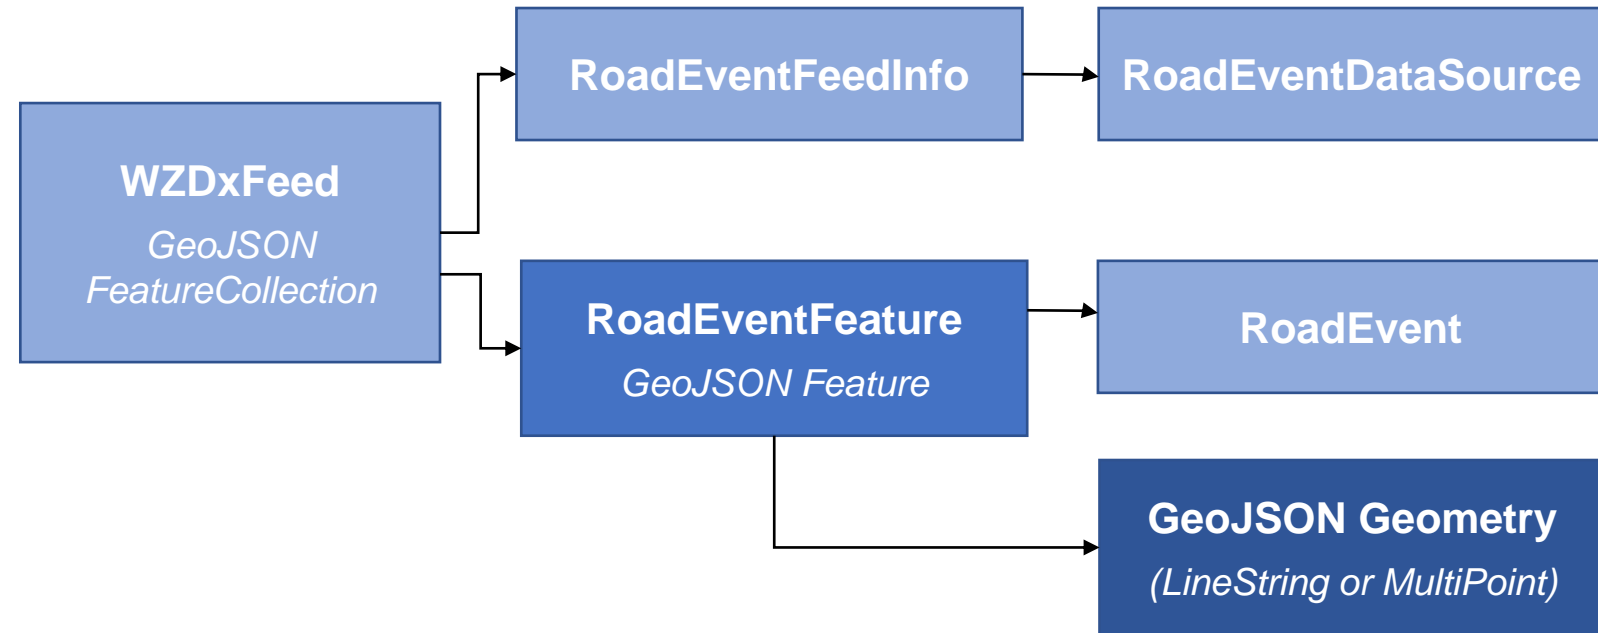 WZDxFeed
GeoJSON
FeatureCollection
RoadEventFeedInfo
RoadEventDataSource
RoadEventFeature
GeoJSON Feature
RoadEvent
GeoJSON Geometry
(LineString or MultiPoint)